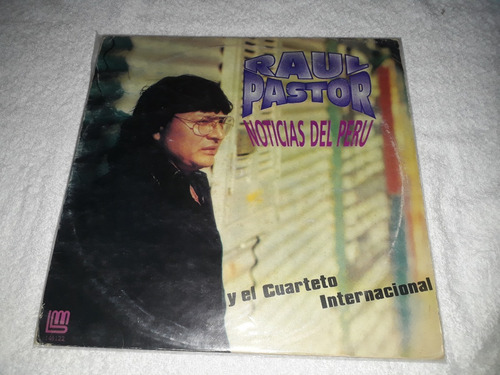 RAUL
PASTOR
NOTICIAS DEL PERU
y el Cuarteto
Internacional